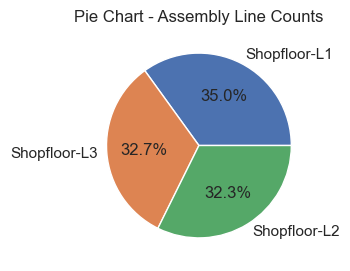 Pie Chart - Assembly Line Counts
Shopfloor-L1
35.0%
Shopfloor-L3
32.7%
32.3%
Shopfloor-L2